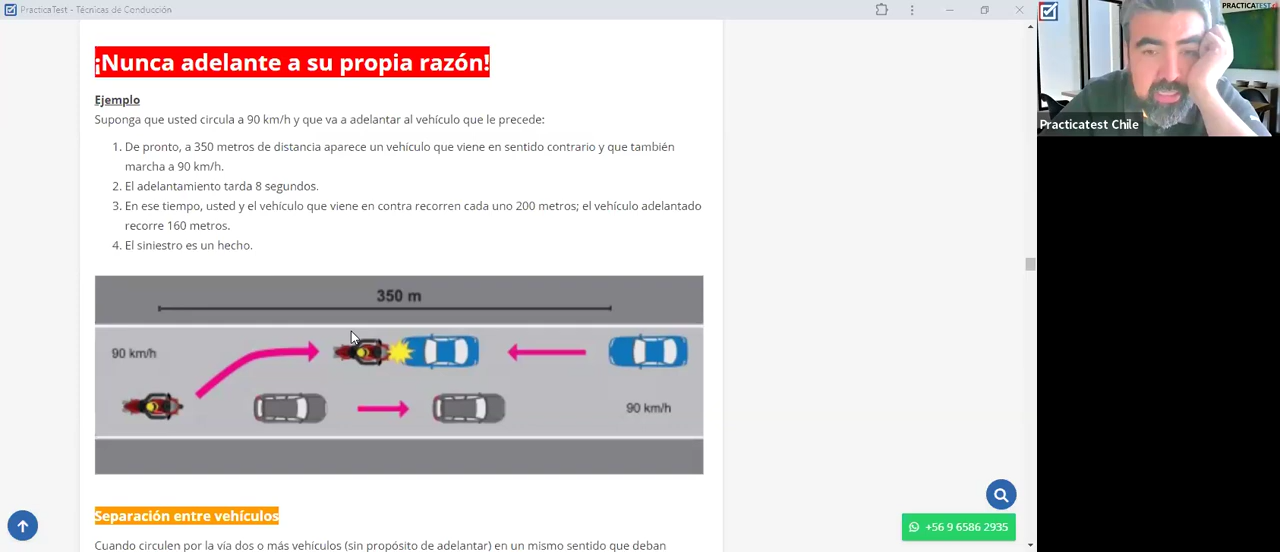 PracticaTest - Técnicas de Conducción
PRACTICATEST
¡Nunca adelante a su propia razón!
Ejemplo
Suponga que usted circula a 90 km/h y que va a adelantar al vehículo que le precede:
1. De pronto, a 350 metros de distancia aparece un vehículo que viene en sentido contrario y que también
marcha a 90 km/h.
2. El adelantamiento tarda 8 segundos.
3. En ese tiempo, usted y el vehículo que viene en contra recorren cada uno 200 metros; el vehículo adelantado
recorre 160 metros.
4. El siniestro es un hecho.
Practicatest Chile
350 m
90 km/h
90 km/h
Separación entre vehículos
+56 9 6586 2935
Cuando circulen por la vía dos o más vehículos (sin propósito de adelantar) en un mismo sentido que deban